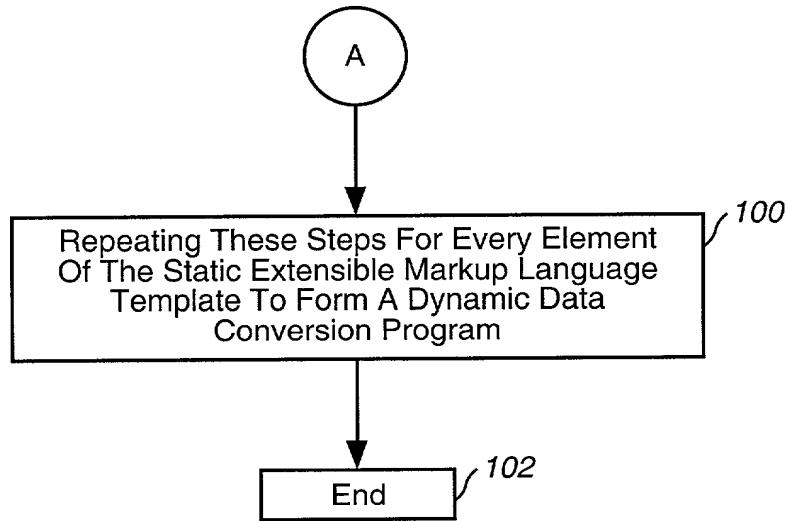 A
100
Repeating These Steps For Every Element
Of The Static Extensible Markup Language
Template To Form A Dynamic Data
Conversion Program
102
End